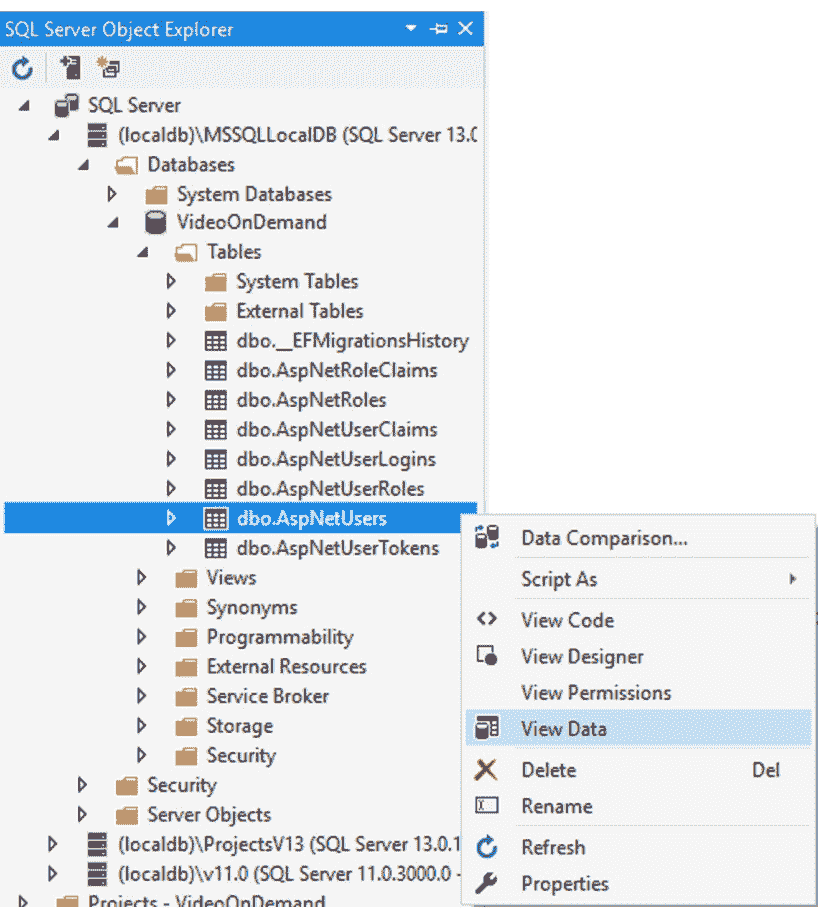 SQL Server Object Explorer
SQL Server
(localdb)\MSSQLLocalDB (SQL Server 13.0
Databases
System Databases
VideoOnDemand
Tables
System Tables
External Tables
dbo.__EFMigrationsHistory
dbo.AspNetRoleClaims
dbo.AspNetRoles
dbo.AspNetUserClaims
dbo.AspNetUserLogins
dbo.AspNetUserRoles
dbo.AspNetUsers
dbo.AspNetUserTokens
Views
Synonyms
Programmability
External Resources
Service Broker
Storage
Security
Security
Server Objects
(localdb)\ProjectsV13 (SQL Server 13.0.1
(localdb)\v11.0 (SQL Server 11.0.3000.0 -
Projects - VideoOnDemand
Data Comparison...
Script As
View Code
View Designer
View Permissions
View Data
Delete Del
Rename
Refresh
Properties